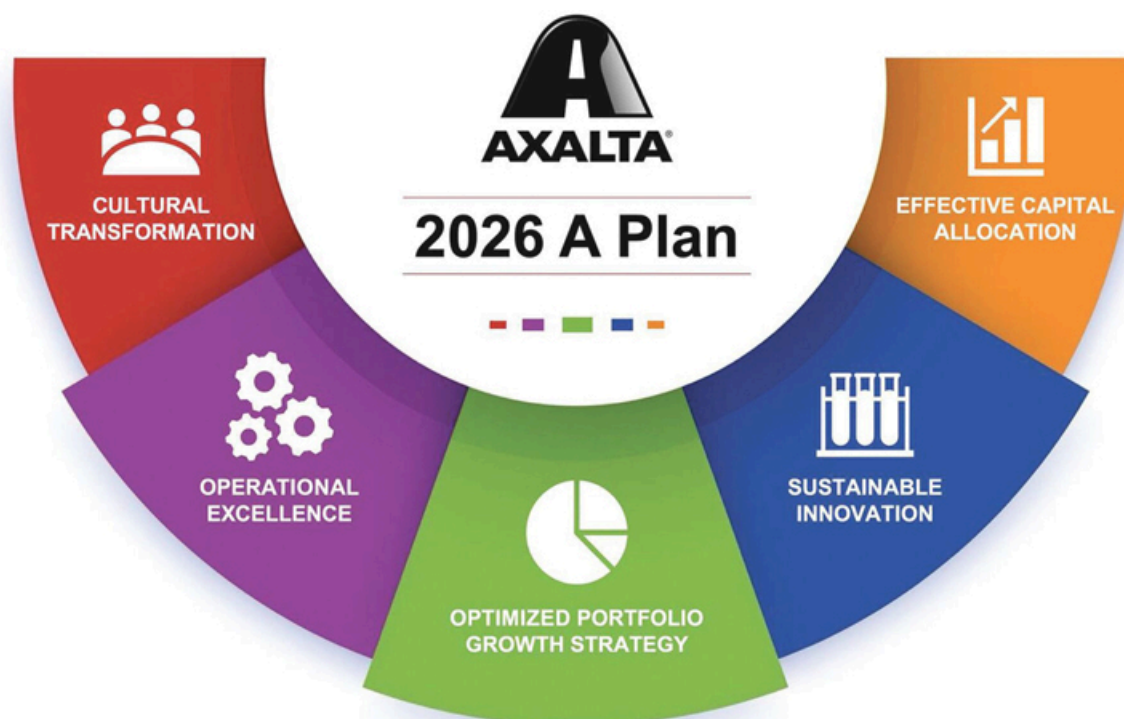 AXALTA®
2026 A Plan
CULTURAL
TRANSFORMATION
OPERATIONAL
EXCELLENCE
OPTIMIZED PORTFOLIO
GROWTH STRATEGY
SUSTAINABLE
INNOVATION
EFFECTIVE CAPITAL
ALLOCATION